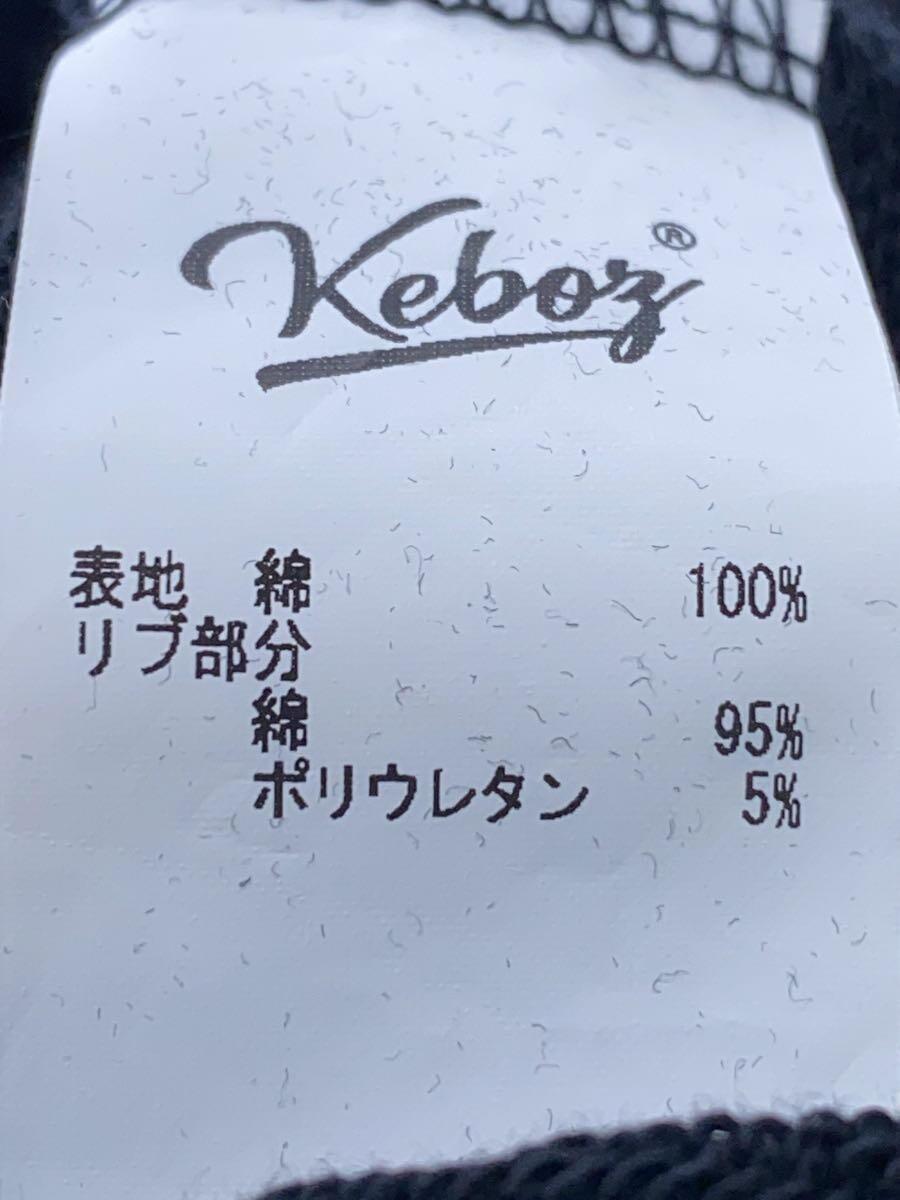 Keboz®
表地 綿 100%
リブ部分
綿 95%
ポリウレタン 5%